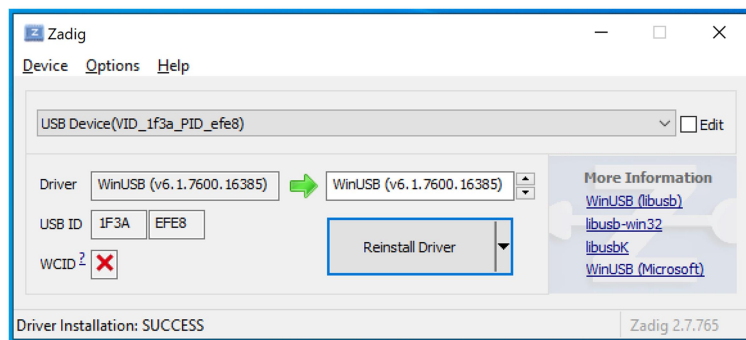 Zadig
Device Options Help
USB Device(VID_1f3a_PID_efe8)
Edit
Driver WinUSB (v6.1.7600.16385) WinUSB (v6.1.7600.16385)
USB ID 1F3A EFE8
WCID ?
Reinstall Driver
More Information
WinUSB (libusb)
libusb-win32
libusbK
WinUSB (Microsoft)
Driver Installation: SUCCESS
Zadig 2.7.765